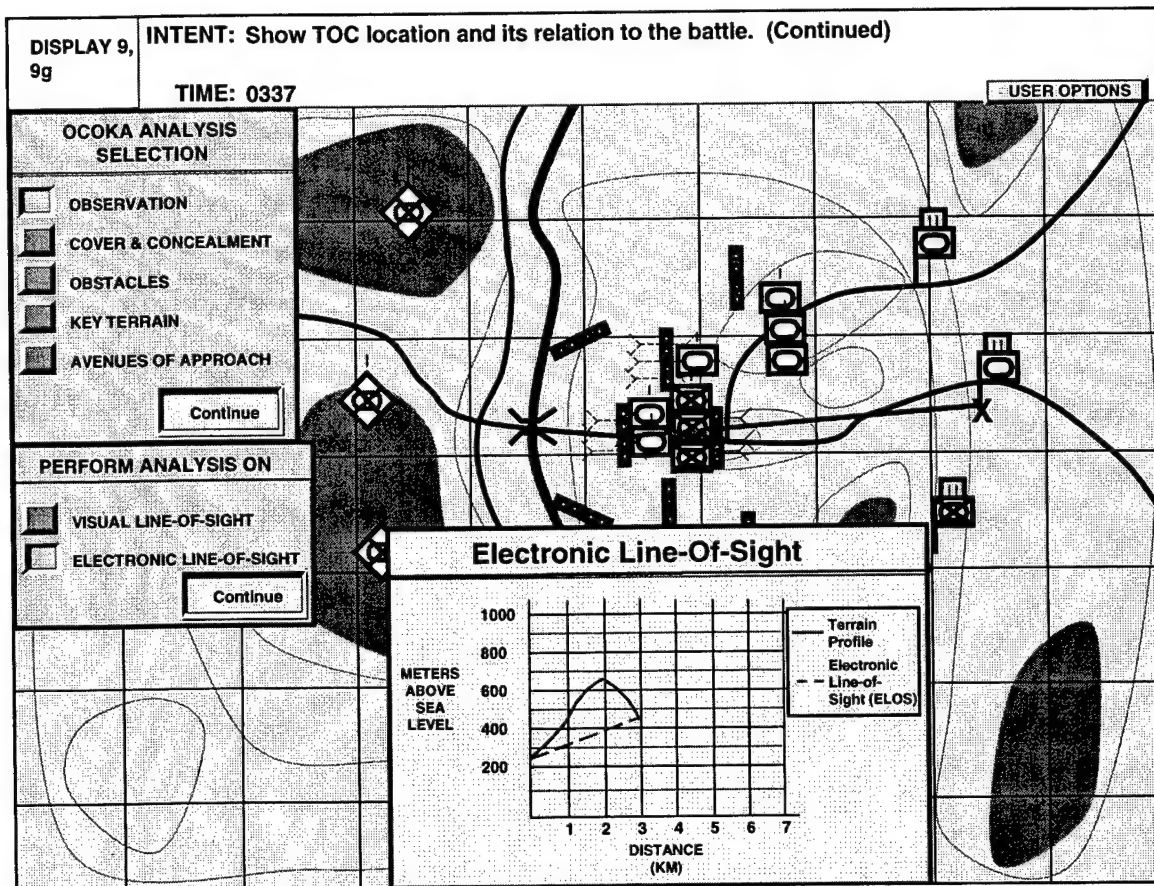 DISPLAY 9,
9g
INTENT: Show TOC location and its relation to the battle. (Continued)
TIME: 0337
USER OPTIONS
OCOKA ANALYSIS
SELECTION
OBSERVATION
COVER & CONCEALMENT
OBSTACLES
KEY TERRAIN
AVENUES OF APPROACH
Continue
PERFORM ANALYSIS ON
VISUAL LINE-OF-SIGHT
ELECTRONIC LINE-OF-SIGHT
Continue
X
Electronic Line-Of-Sight
1000
800
600
400
200
METERS
ABOVE
SEA
LEVEL
1 2 3 4 5 6 7
DISTANCE
(KM)
Terrain
Profile
Electronic
Line-of-
Sight (ELOS)